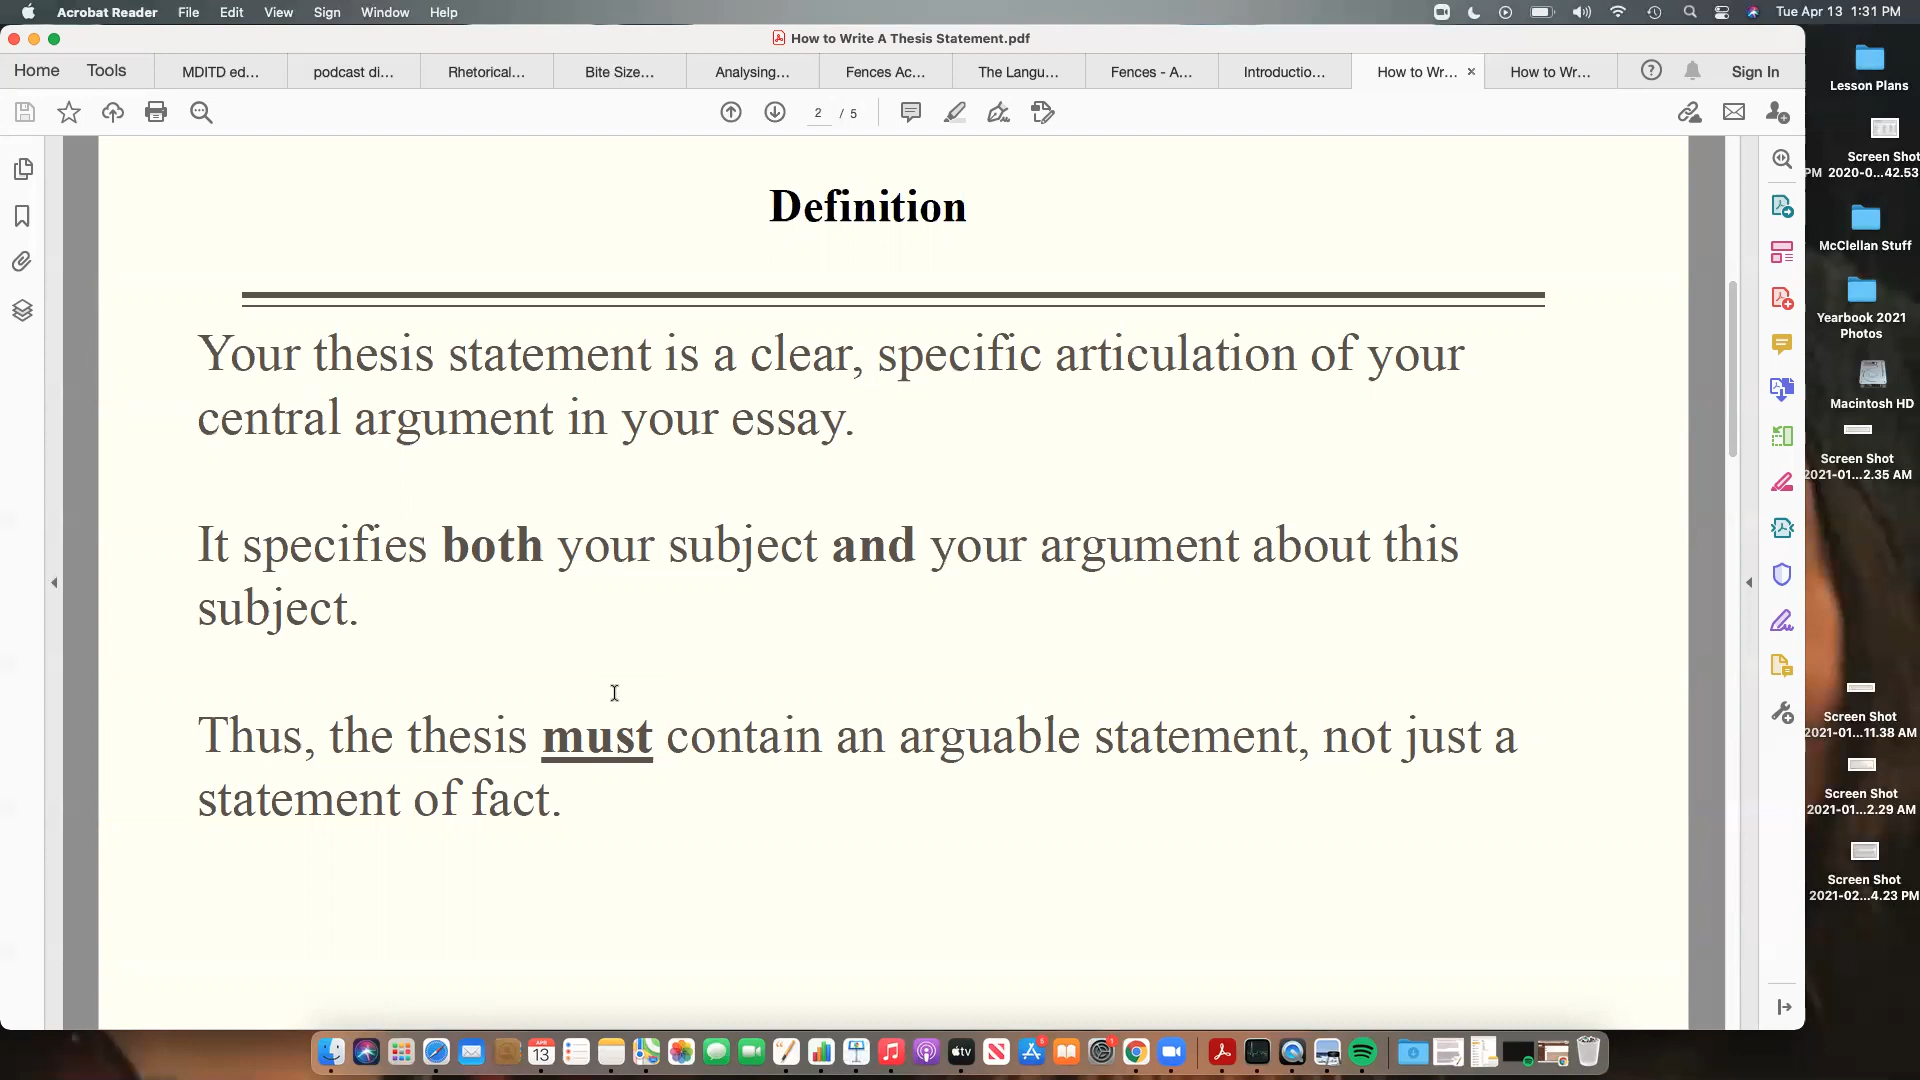 Acrobat Reader File Edit View Sign Window Help Tue Apr 13 1:31 PM
How to Write A Thesis Statement.pdf
Home Tools MDITD ed... podcast di... Rhetorical... Bite Size... Analysing... Fences Ac... The Langu... Fences - A... Introductio... How to Wr... × How to Wr... Sign In
2 / 5
Definition
Your thesis statement is a clear, specific articulation of your
central argument in your essay.
It specifies both your subject and your argument about this
subject.
Thus, the thesis must contain an arguable statement, not just a
statement of fact.
Lesson Plans
Screen Shot
PM 2020-0...42.53
McClellan Stuff
Yearbook 2021
Photos
Macintosh HD
Screen Shot
2021-01...2.35 AM
Screen Shot
2021-01...11.38 AM
Screen Shot
2021-01...2.29 AM
Screen Shot
2021-02...4.23 PM
APR
13
tv